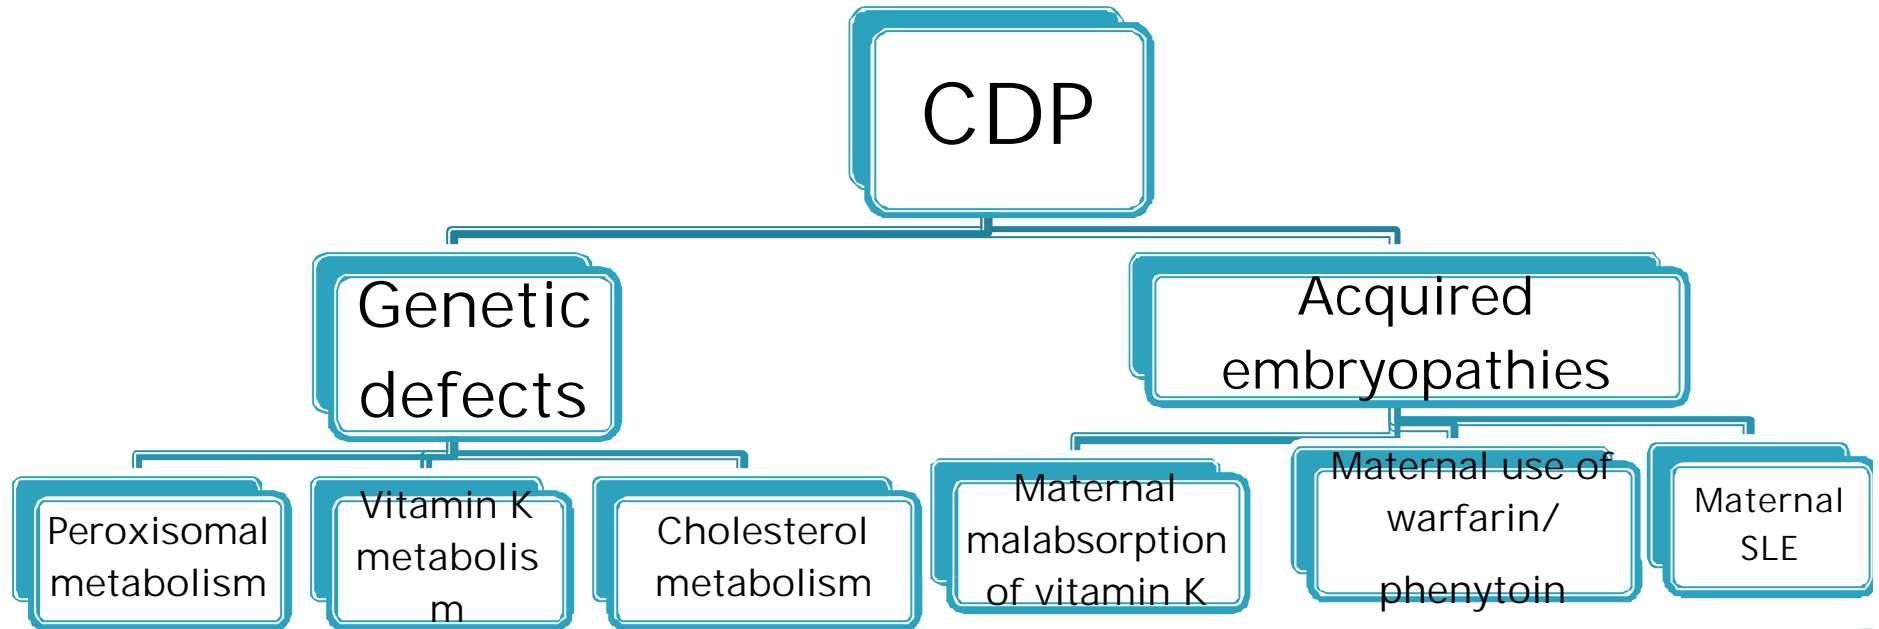 CDP
Genetic
defects
Acquired
embryopathies
Peroxisomal
metabolism
Vitamin K
metabolis
m
Cholesterol
metabolism
Maternal
malabsorption
of vitamin K
Maternal use of
warfarin/
phenytoin
Maternal
SLE